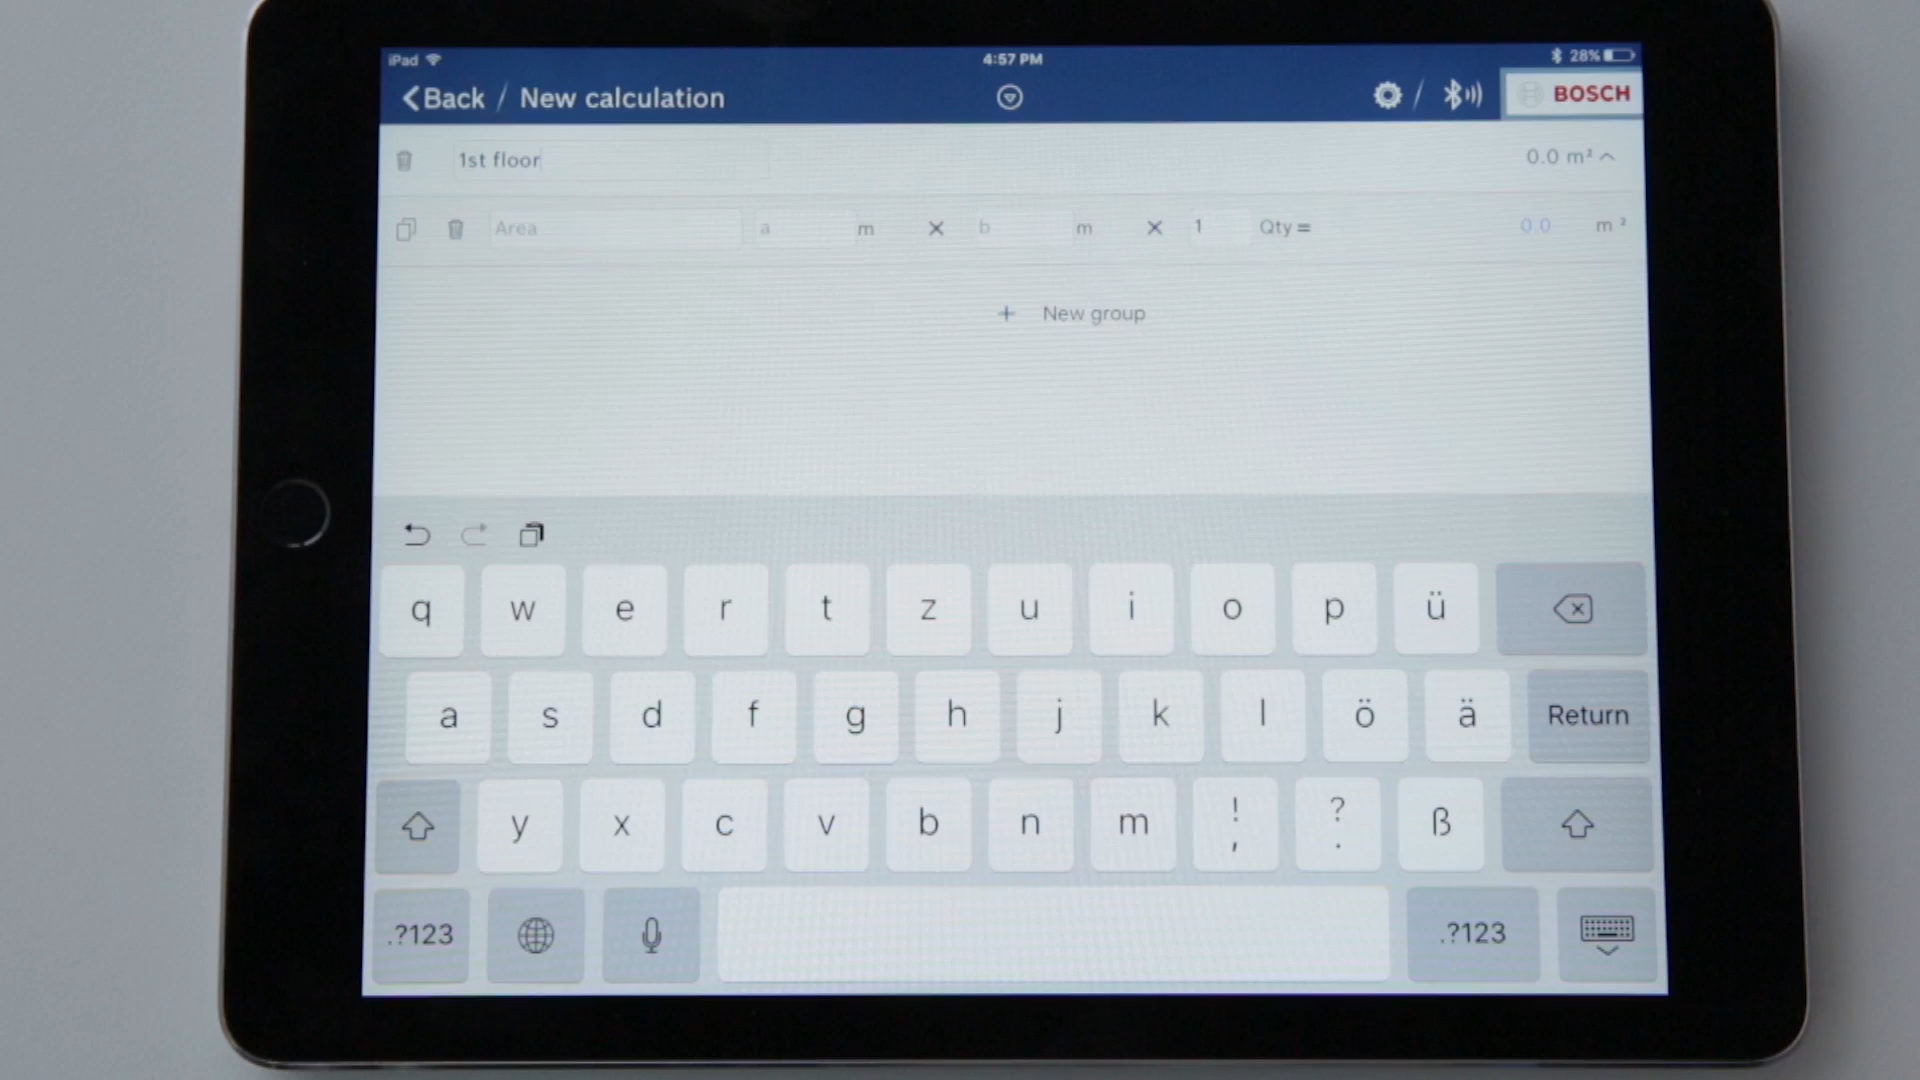 iPad 4:57 PM 28%
Back / New calculation / BOSCH
1st floor 0.0 m²
Area a m × b m × 1 Qty = 0.0 m ²
+ New group
q w e r t z u i o p ü
a s d f g h j k l ö ä Return
y x c v b n m ! , ? . ß
.?123 .?123